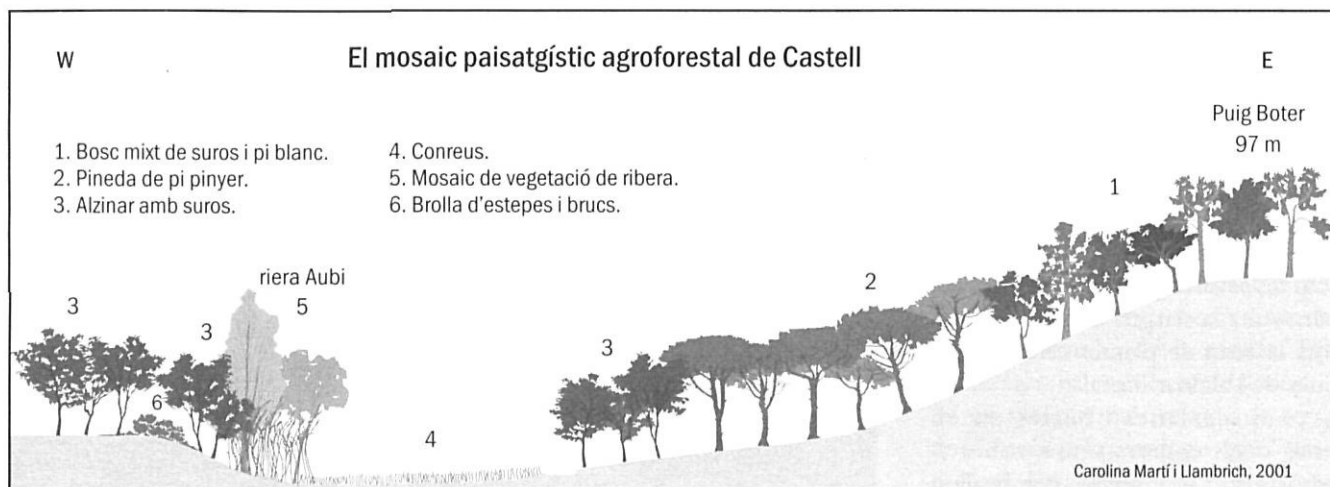 W
El mosaic paisatgístic agroforestal de Castell
E
Puig Boter
97 m
1. Bosc mixt de suros i pi blanc.
2. Pineda de pi pinyer.
3. Alzinar amb suros.
4. Conreus.
5. Mosaic de vegetació de ribera.
6. Brolla d'estepes i brucs.
1
riera Aubi
2
3
5
3
3
6
4
Carolina Martí i Llambrich, 2001